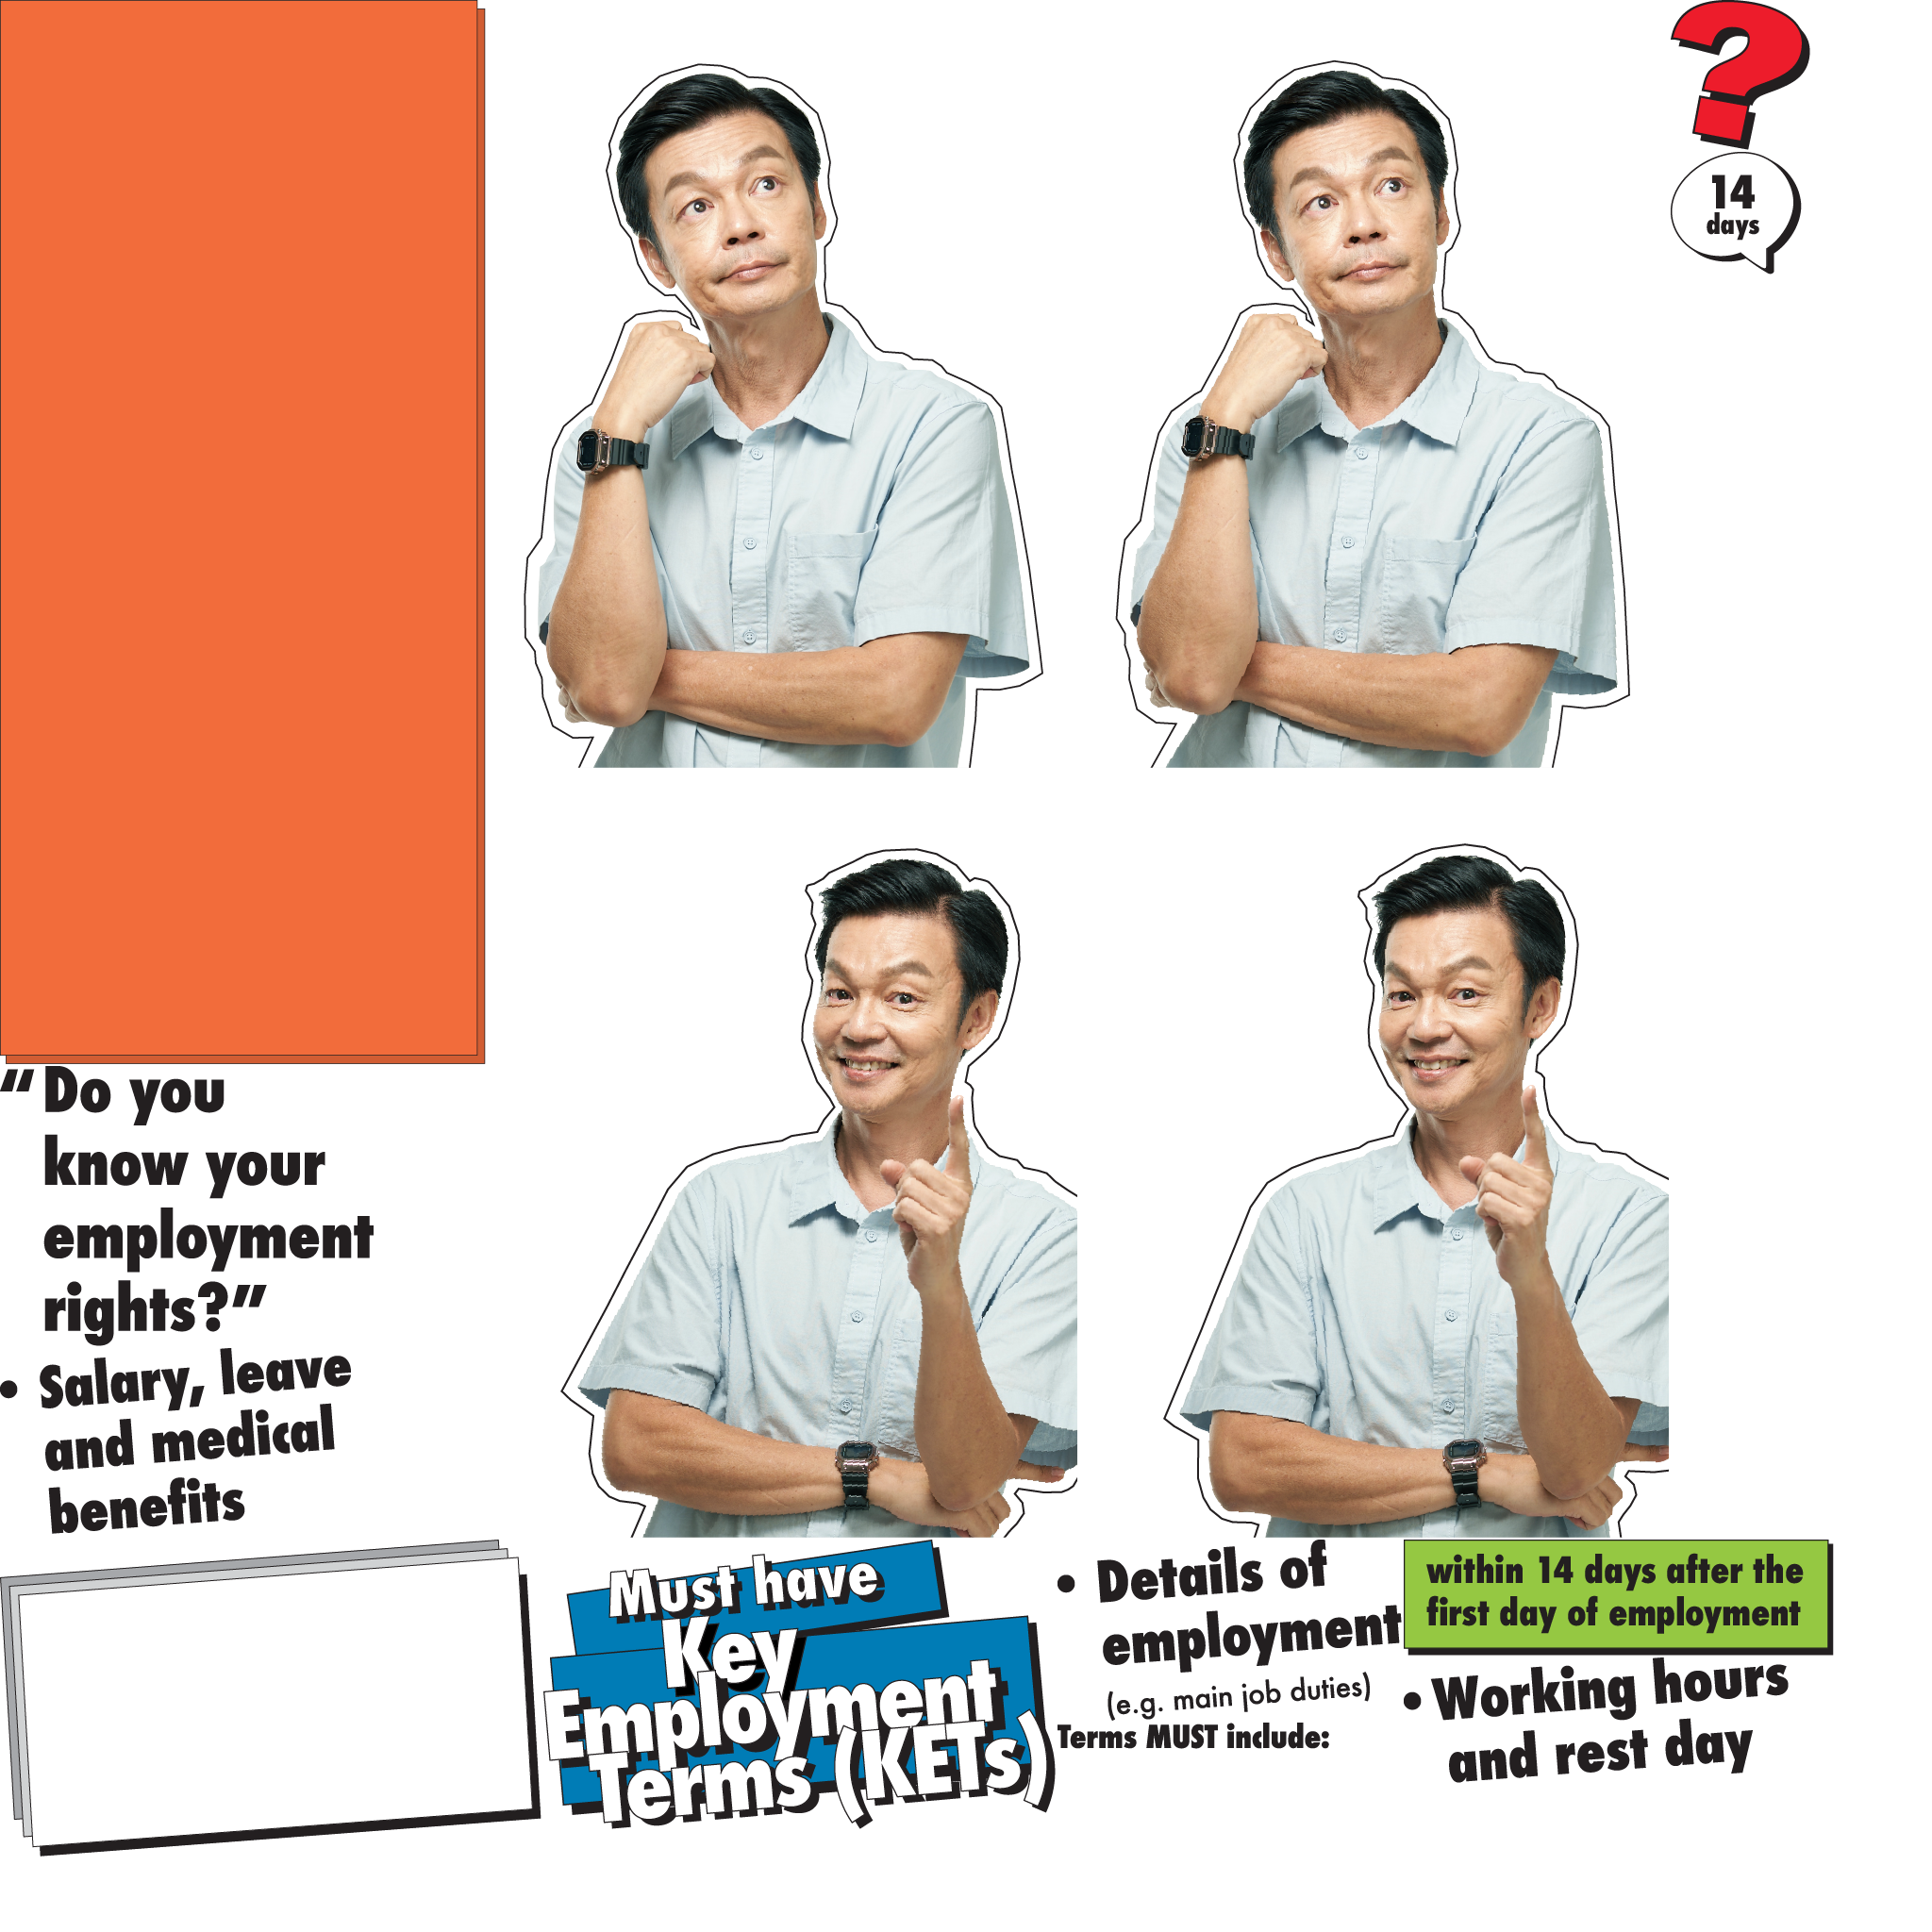 ?
14
days
“Do you
know your
employment
rights?”
• Salary, leave
and medical
benefits
Must have
Key
Employment
Terms (KETs)
• Details of
employment
(e.g. main job duties)
Terms MUST include:
within 14 days after the
first day of employment
• Working hours
and rest day